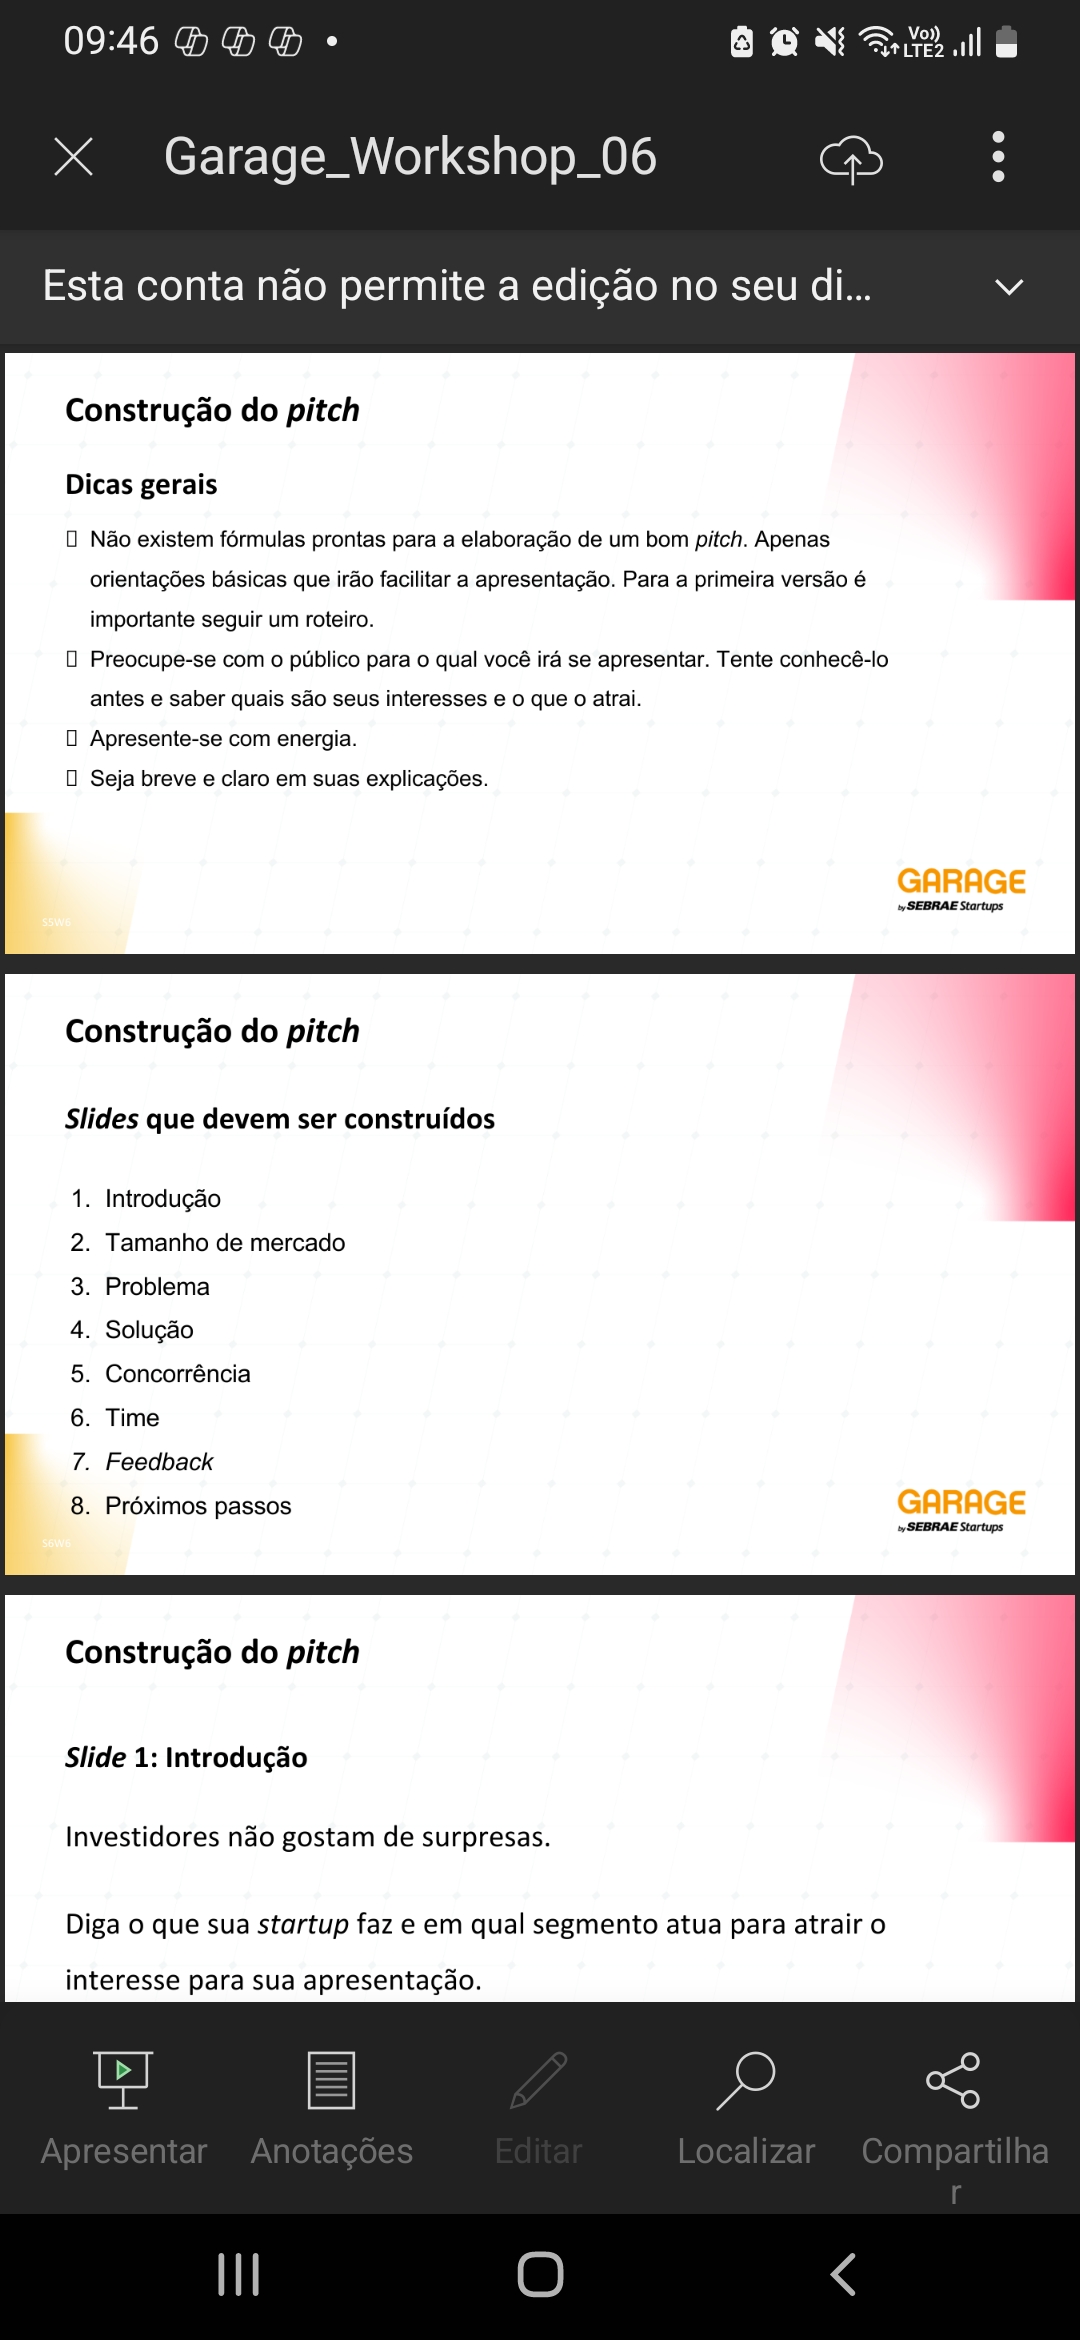 09:46
Vo))
LTE2
Garage_Workshop_06
Esta conta não permite a edição no seu di...
Construção do pitch
Dicas gerais
Não existem fórmulas prontas para a elaboração de um bom pitch. Apenas
orientações básicas que irão facilitar a apresentação. Para a primeira versão é
importante seguir um roteiro.
Preocupe-se com o público para o qual você irá se apresentar. Tente conhecê-lo
antes e saber quais são seus interesses e o que o atrai.
Apresente-se com energia.
Seja breve e claro em suas explicações.
GARAGE
by SEBRAE Startups
S5W6
Construção do pitch
Slides que devem ser construídos
1. Introdução
2. Tamanho de mercado
3. Problema
4. Solução
5. Concorrência
6. Time
7. Feedback
8. Próximos passos
GARAGE
by SEBRAE Startups
S6W6
Construção do pitch
Slide 1: Introdução
Investidores não gostam de surpresas.
Diga o que sua startup faz e em qual segmento atua para atrair o
interesse para sua apresentação.
Apresentar
Anotações
Editar
Localizar
Compartilha
r